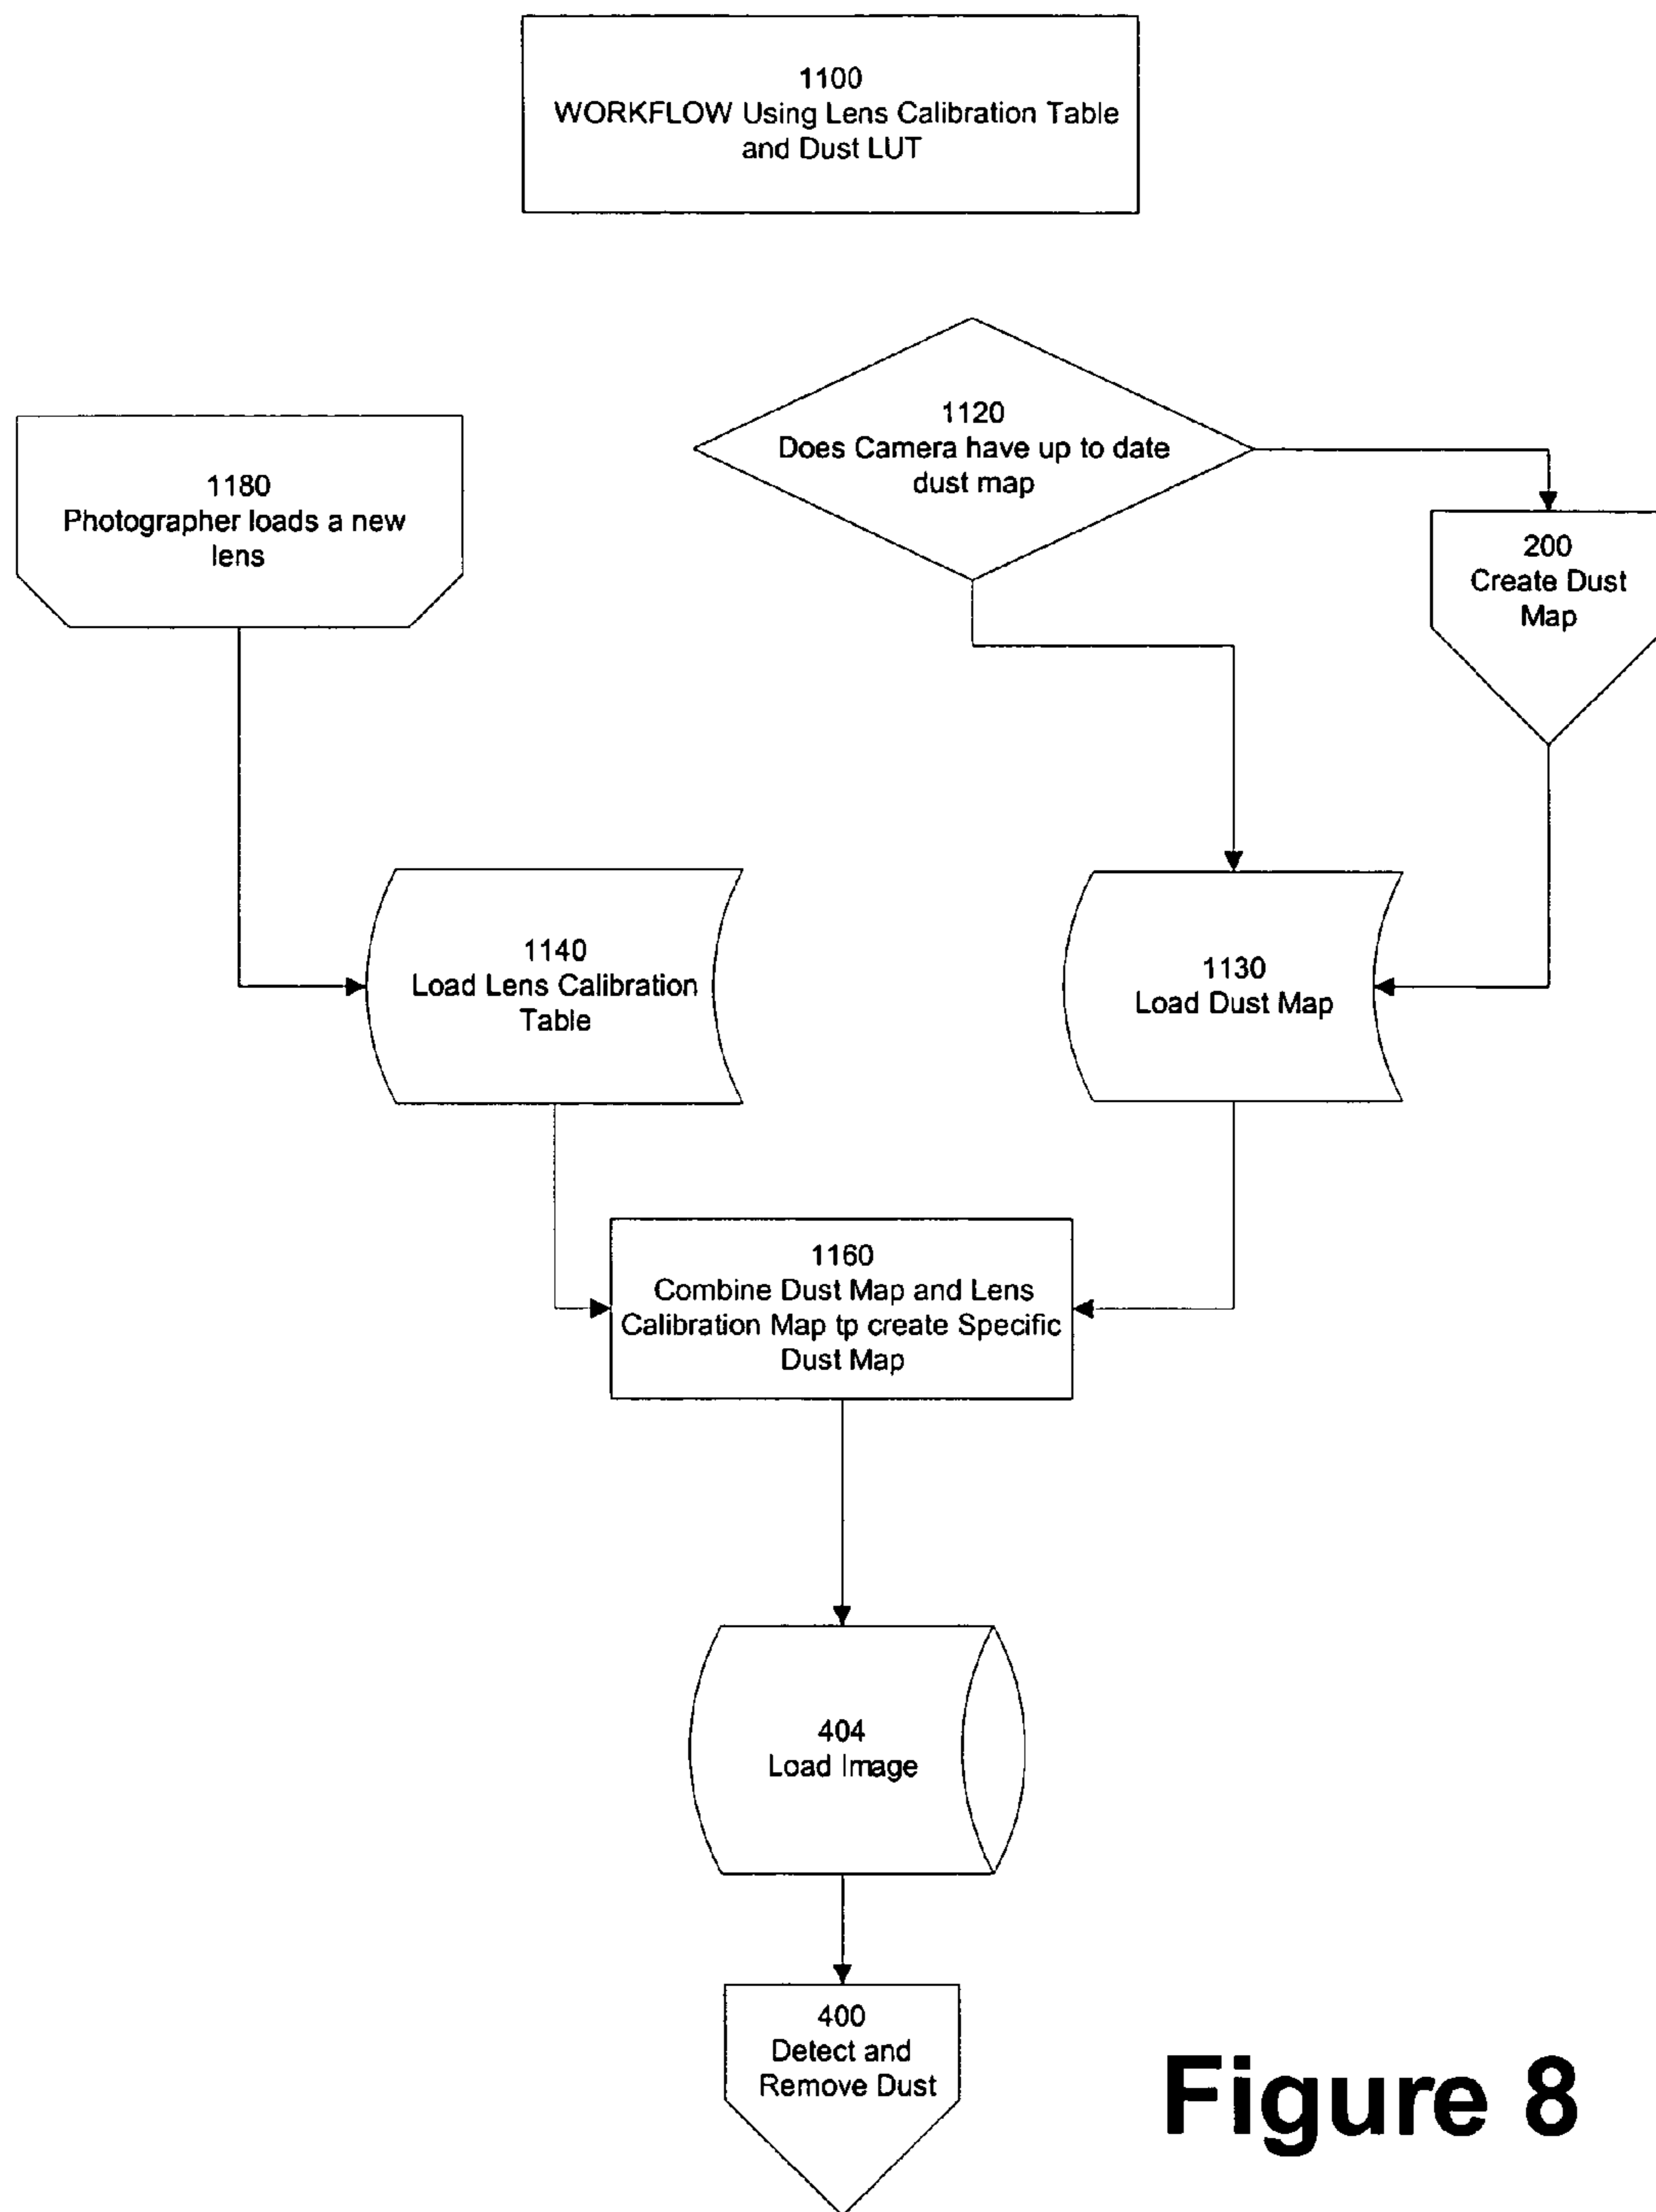 1100
WORKFLOW Using Lens Calibration Table
and Dust LUT
1120
Does Camera have up to date
dust map
1180
Photographer loads a new
lens
200
Create Dust
Map
1140
Load Lens Calibration
Table
1130
Load Dust Map
1160
Combine Dust Map and Lens
Calibration Map tp create Specific
Dust Map
404
Load Image
400
Detect and
Remove Dust
Figure 8